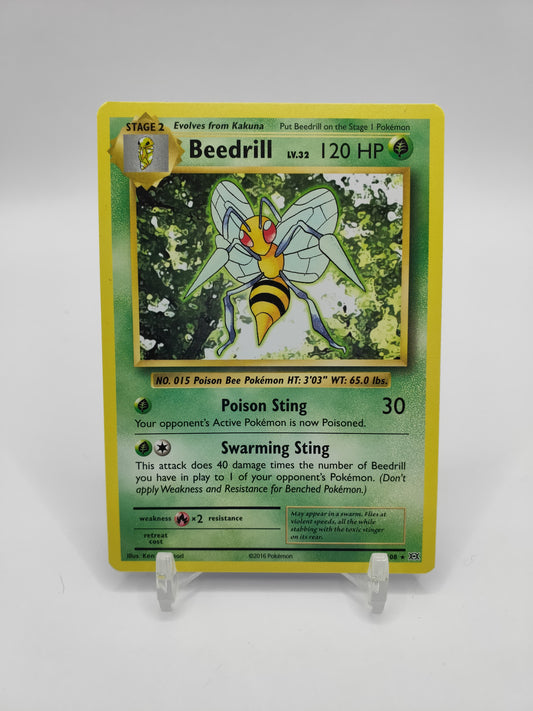 STAGE 2 Evolves from Kakuna Put Beedrill on the Stage 1 Pokémon
Beedrill LV.32 120 HP
NO. 015 Poison Bee Pokémon HT: 3'03" WT: 65.0 lbs.
Poison Sting 30
Your opponent's Active Pokémon is now Poisoned.
Swarming Sting
This attack does 40 damage times the number of Beedrill
you have in play to 1 of your opponent's Pokémon. (Don't
apply Weakness and Resistance for Benched Pokémon.)
weakness ×2 resistance
retreat
cost
May appear in a swarm. Flies at
violent speeds, all the while
stabbing with the toxic stinger
on its rear.
Illus. Ken ©2016 Pokémon